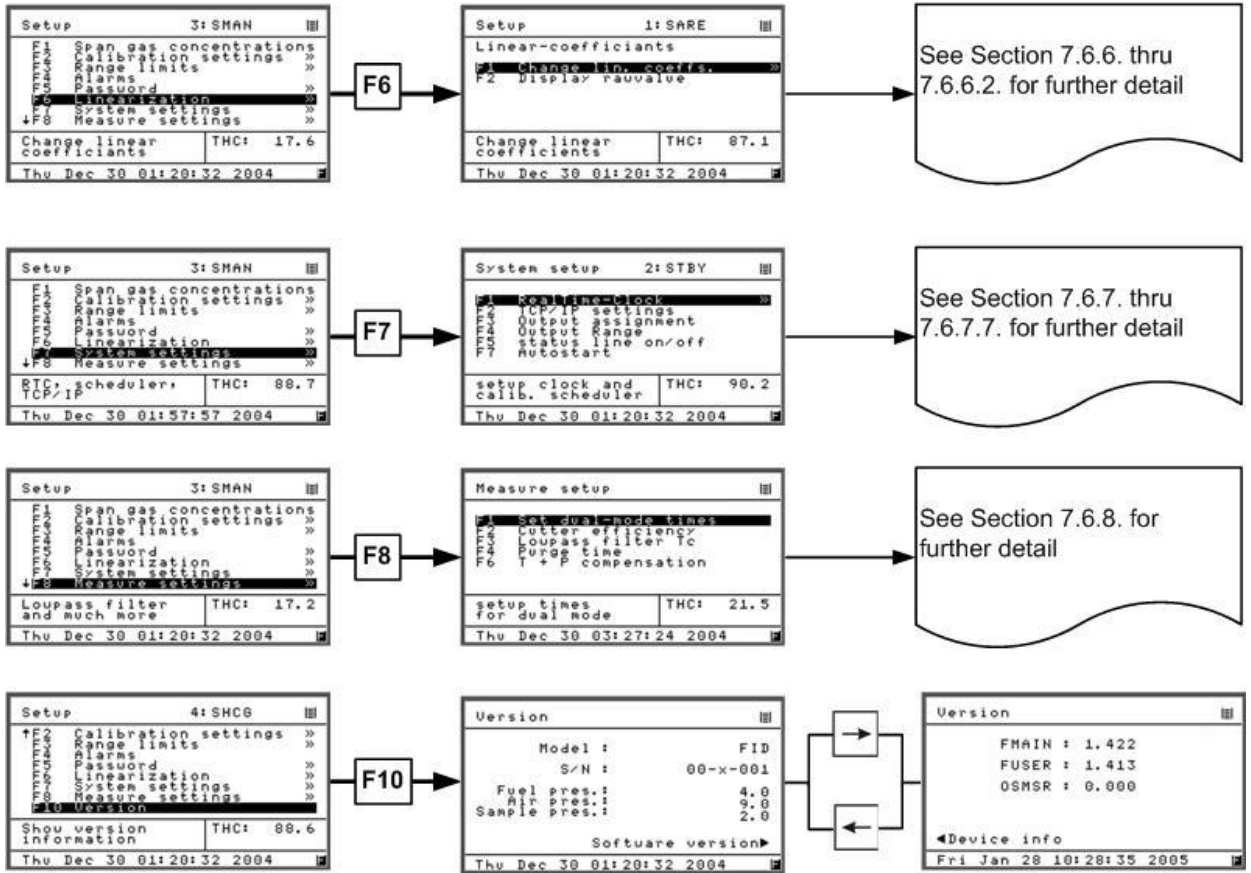 Setup 3: SMAN
F1 Span gas concentrations
F2 Calibration settings »
F3 Range limits »
F4 Alarms
F5 Password »
F6 Linearization »
F7 System settings »
↓F8 Measure settings »
Change linear THC: 17.6
coefficiants
Thu Dec 30 01:20:32 2004
F6
Setup 1: SARE
Linear-coefficiants
F1 Change lin. coeffs. »
F2 Display rawvalue
Change linear THC: 87.1
coefficients
Thu Dec 30 01:20:32 2004
See Section 7.6.6. thru
7.6.6.2. for further detail
Setup 3: SMAN
F1 Span gas concentrations
F2 Calibration settings »
F3 Range limits »
F4 Alarms
F5 Password »
F6 Linearization »
F7 System settings »
↓F8 Measure settings »
RTC, scheduler, THC: 88.7
TCP/IP
Thu Dec 30 01:57:57 2004
F7
System setup 2: STBY
F1 RealTime-Clock »
F2 TCP/IP settings
F3 Output assignment
F4 Output Range
F5 status line on/off
F7 Autostart
setup clock and THC: 90.2
calib. scheduler
Thu Dec 30 01:20:32 2004
See Section 7.6.7. thru
7.6.7.7. for further detail
Setup 3: SMAN
F1 Span gas concentrations
F2 Calibration settings »
F3 Range limits »
F4 Alarms
F5 Password »
F6 Linearization »
F7 System settings »
↓F8 Measure settings »
Lowpass filter THC: 17.2
and much more
Thu Dec 30 01:20:32 2004
F8
Measure setup
F1 Set dual-mode times
F2 Cutter efficiency
F3 Lowpass filter Tc
F4 Purge time
F6 T + P compensation
setup times THC: 21.5
for dual mode
Thu Dec 30 03:27:24 2004
See Section 7.6.8. for
further detail
Setup 4: SHCG
↑F2 Calibration settings »
F3 Range limits »
F4 Alarms
F5 Password »
F6 Linearization »
F7 System settings »
F8 Measure settings »
F10 Version
Show version THC: 88.6
information
Thu Dec 30 01:20:32 2004
F10
Version
Model : FID
S/N : 00-x-001
Fuel pres.: 4.0
Air pres.: 9.0
Sample pres.: 2.0
Software version►
Thu Dec 30 01:20:32 2004
→
←
Version
FMAIN : 1.422
FUSER : 1.413
OSMSR : 0.000
◄Device info
Fri Jan 28 10:28:35 2005